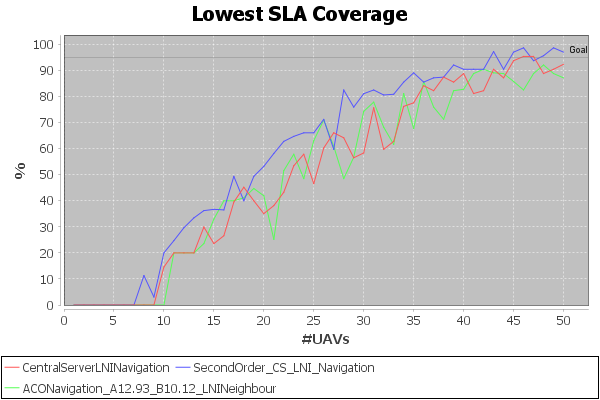 Lowest SLA Coverage
100
90
80
70
60
50
40
30
20
10
0
%
Goal
0 5 10 15 20 25 30 35 40 45 50
#UAVs
CentralServerLNINavigation SecondOrder_CS_LNI_Navigation
ACONavigation_A12.93_B10.12_LNINeighbour